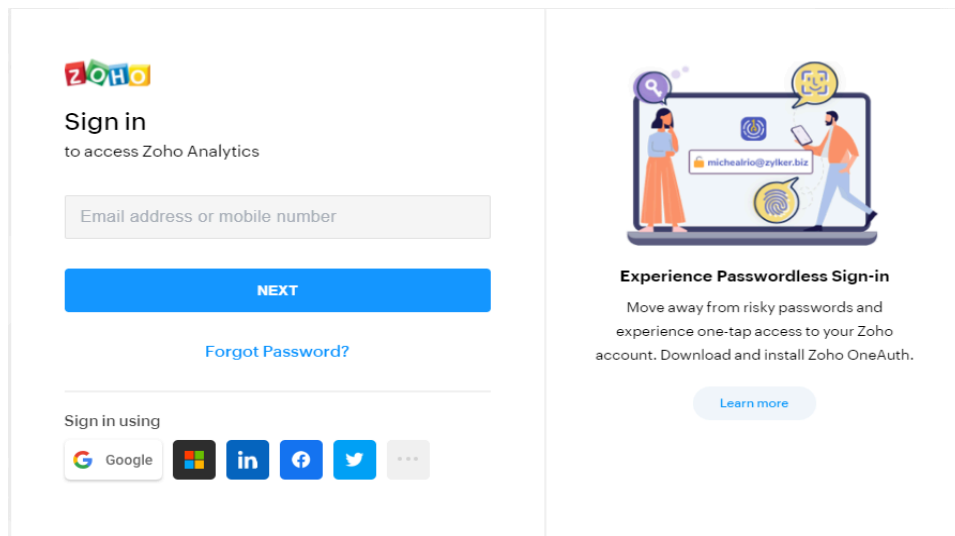 ZOHO
Sign in
to access Zoho Analytics
Email address or mobile number
NEXT
Forgot Password?
Sign in using
Google
in
michealrio@zylker.biz
Experience Passwordless Sign-in
Move away from risky passwords and
experience one-tap access to your Zoho
account. Download and install Zoho OneAuth.
Learn more